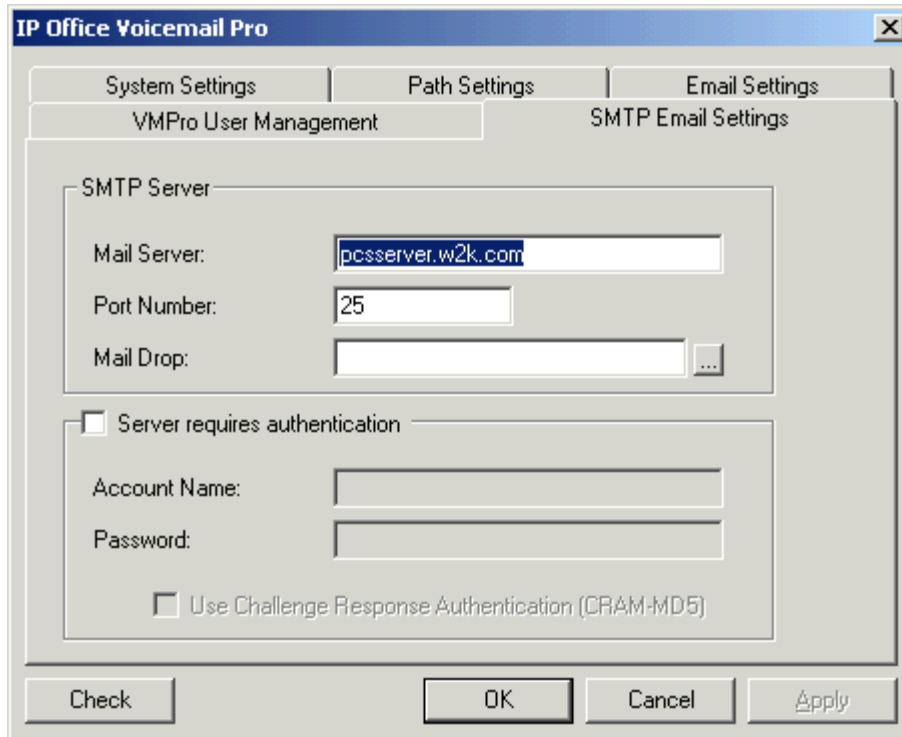 IP Office Voicemail Pro
System Settings
Path Settings
Email Settings
VMPro User Management
SMTP Email Settings
SMTP Server
Mail Server: pcsserver.w2k.com
Port Number: 25
Mail Drop: ...
Server requires authentication
Account Name:
Password:
Use Challenge Response Authentication (CRAM-MD5)
Check
OK
Cancel
Apply